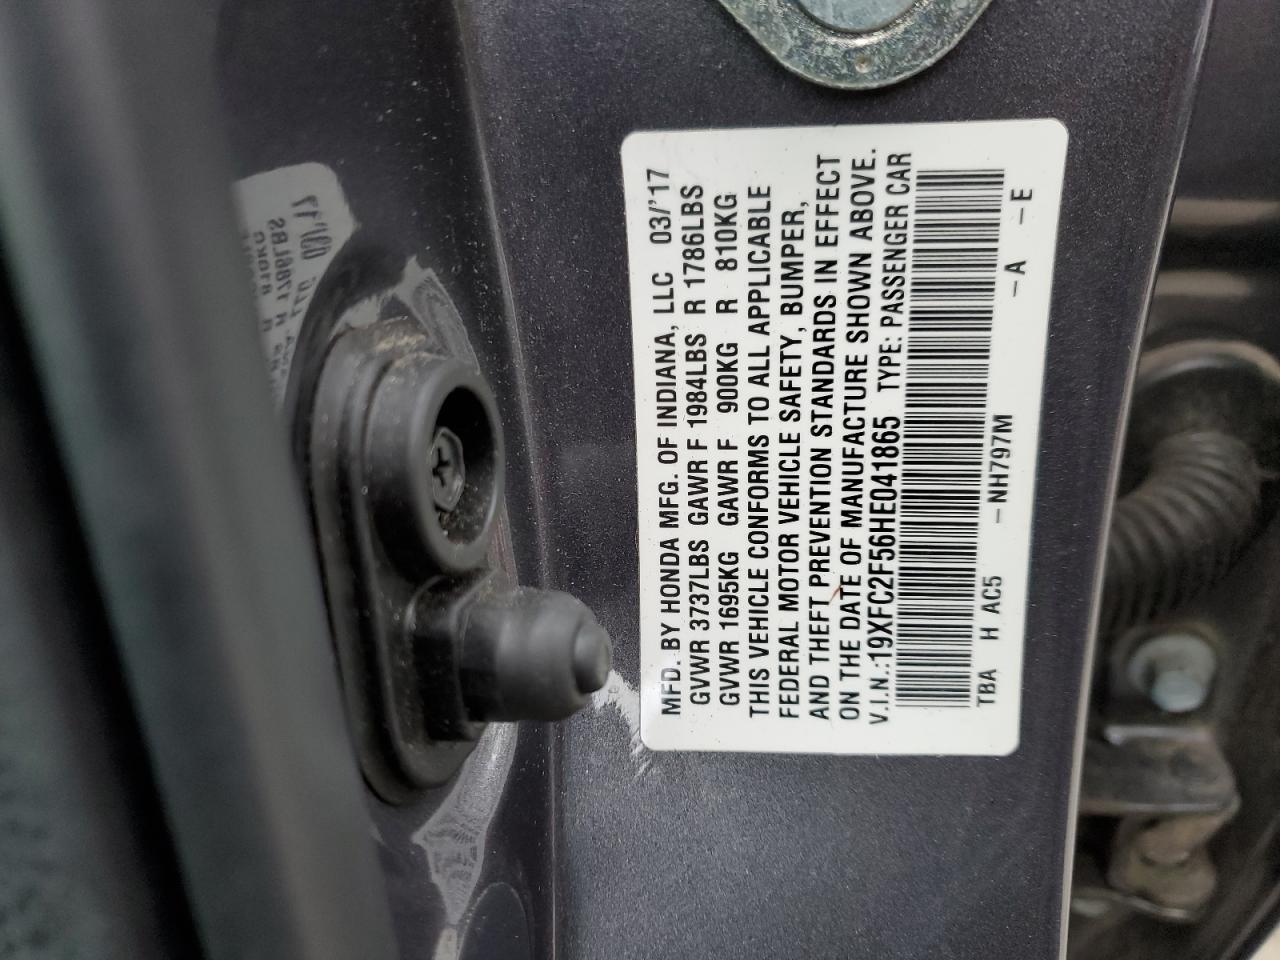 MFD. BY HONDA MFG. OF INDIANA, LLC 03/'17
GVWR 3737LBS GAWR F 1984LBS R 1786LBS
GVWR 1695KG GAWR F 900KG R 810KG
THIS VEHICLE CONFORMS TO ALL APPLICABLE
FEDERAL MOTOR VEHICLE SAFETY, BUMPER,
AND THEFT PREVENTION STANDARDS IN EFFECT
ON THE DATE OF MANUFACTURE SHOWN ABOVE.
V.I.N.:19XFC2F56HE041865 TYPE: PASSENGER CAR
TBA H AC5 -NH797M -A -E